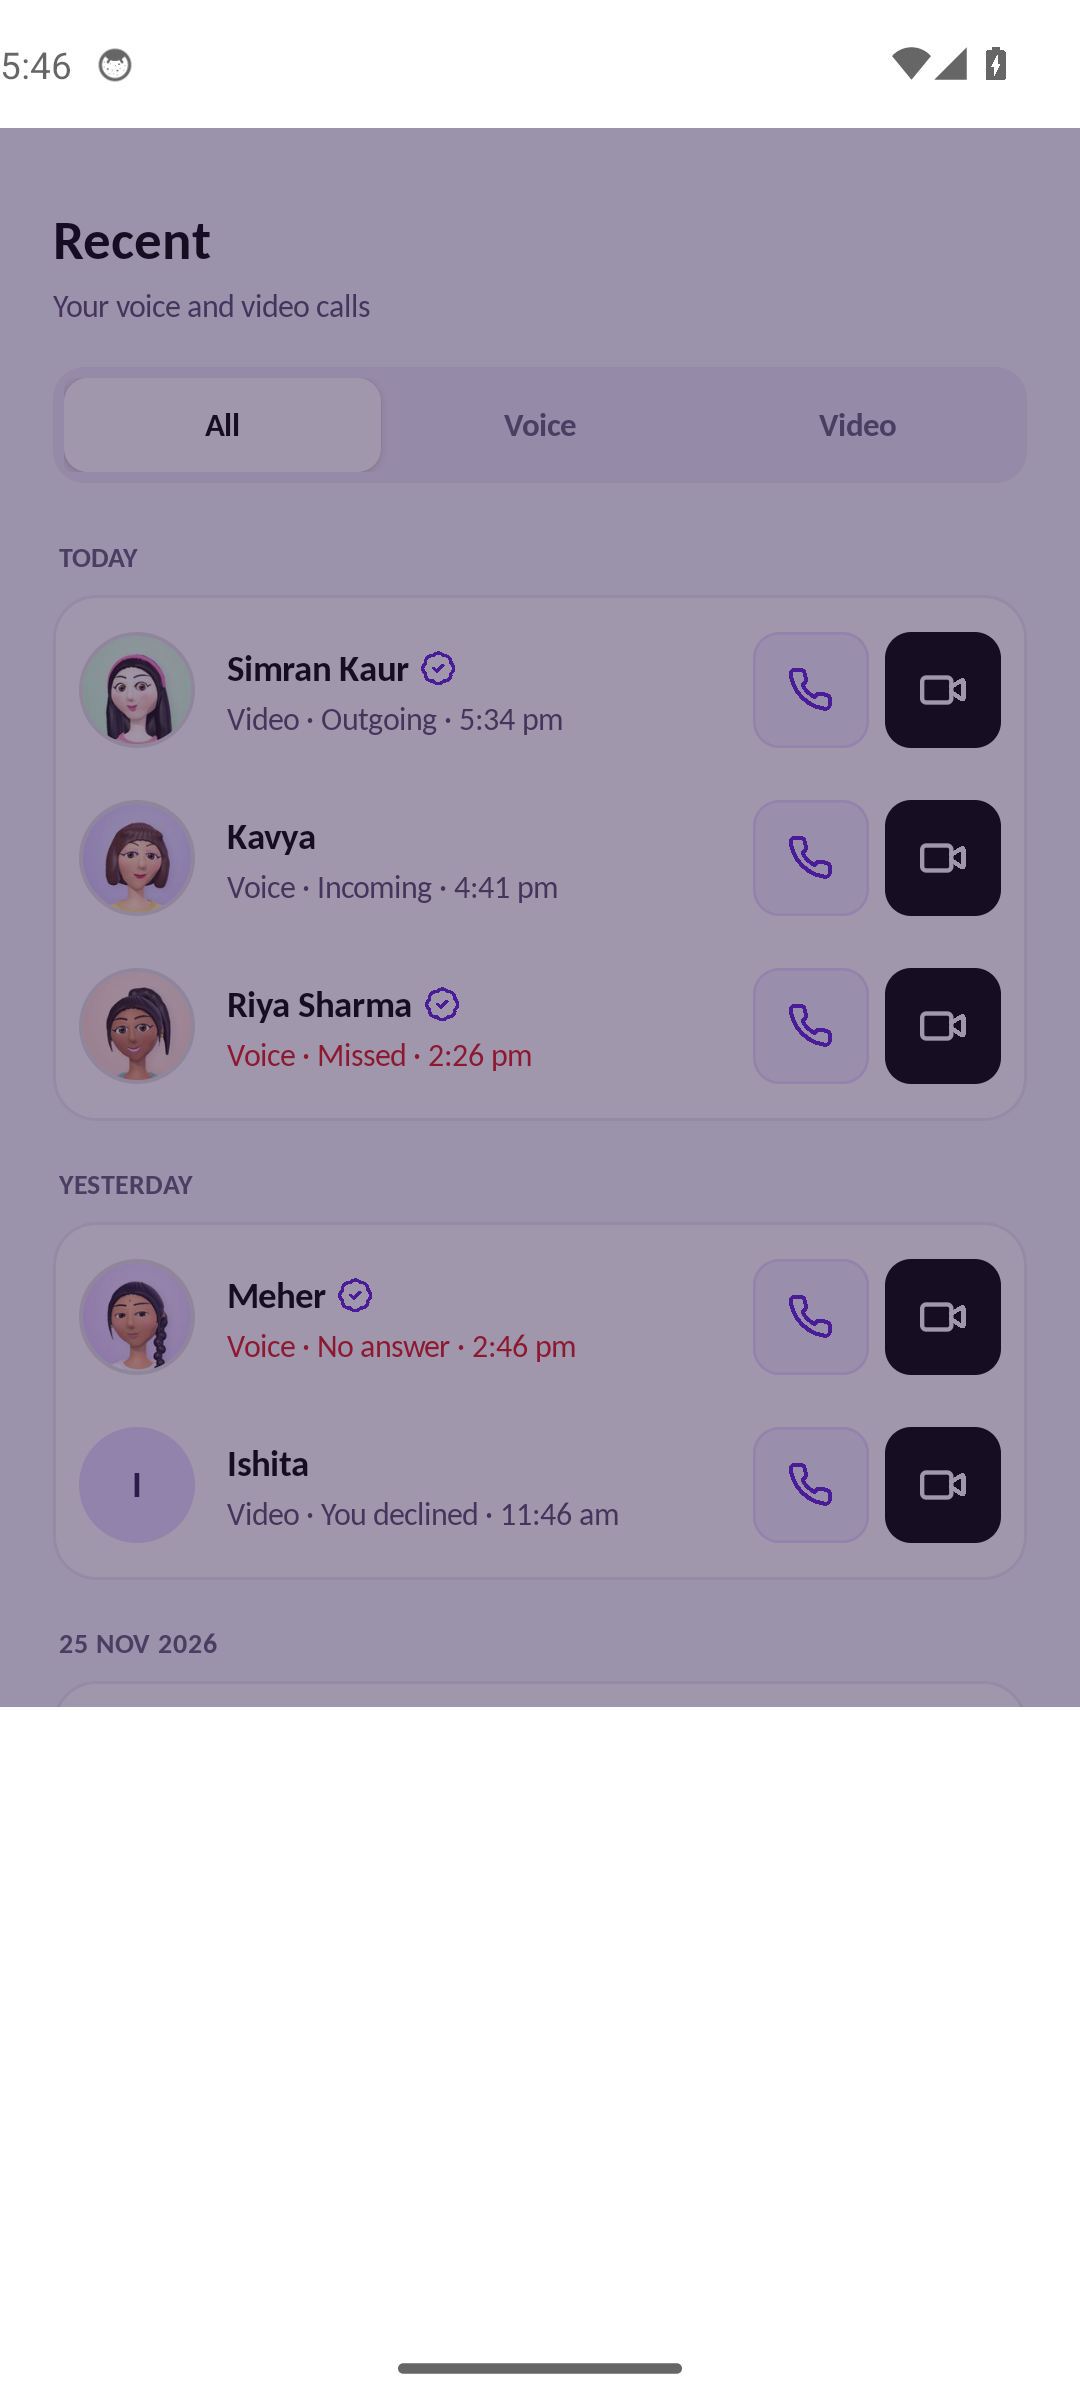 5:46
Recent
Your voice and video calls
All
Voice
Video
TODAY
Simran Kaur
Video · Outgoing · 5:34 pm
Kavya
Voice · Incoming · 4:41 pm
Riya Sharma
Voice · Missed · 2:26 pm
YESTERDAY
Meher
Voice · No answer · 2:46 pm
I
Ishita
Video · You declined · 11:46 am
25 NOV 2026